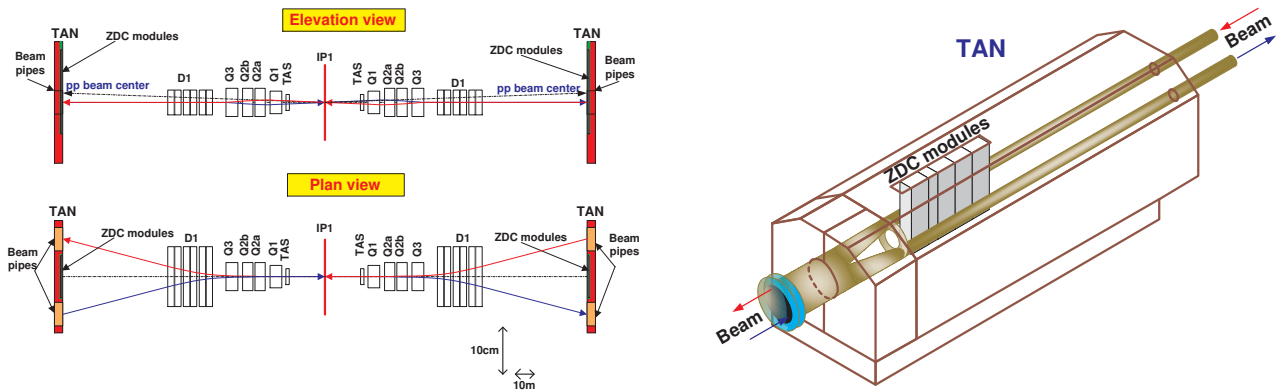 Elevation view
TAN
ZDC modules
Beam
pipes
pp beam center
D1
Q3
Q2b
Q2a
Q1
TAS
IP1
TAS
Q1
Q2a
Q2b
Q3
D1
pp beam center
ZDC modules
TAN
Beam
pipes
Plan view
TAN
ZDC modules
Beam
pipes
D1
Q3
Q2b
Q2a
Q1
TAS
IP1
TAS
Q1
Q2a
Q2b
Q3
D1
ZDC modules
TAN
Beam
pipes
10cm
10m
TAN
Beam
ZDC modules
Beam